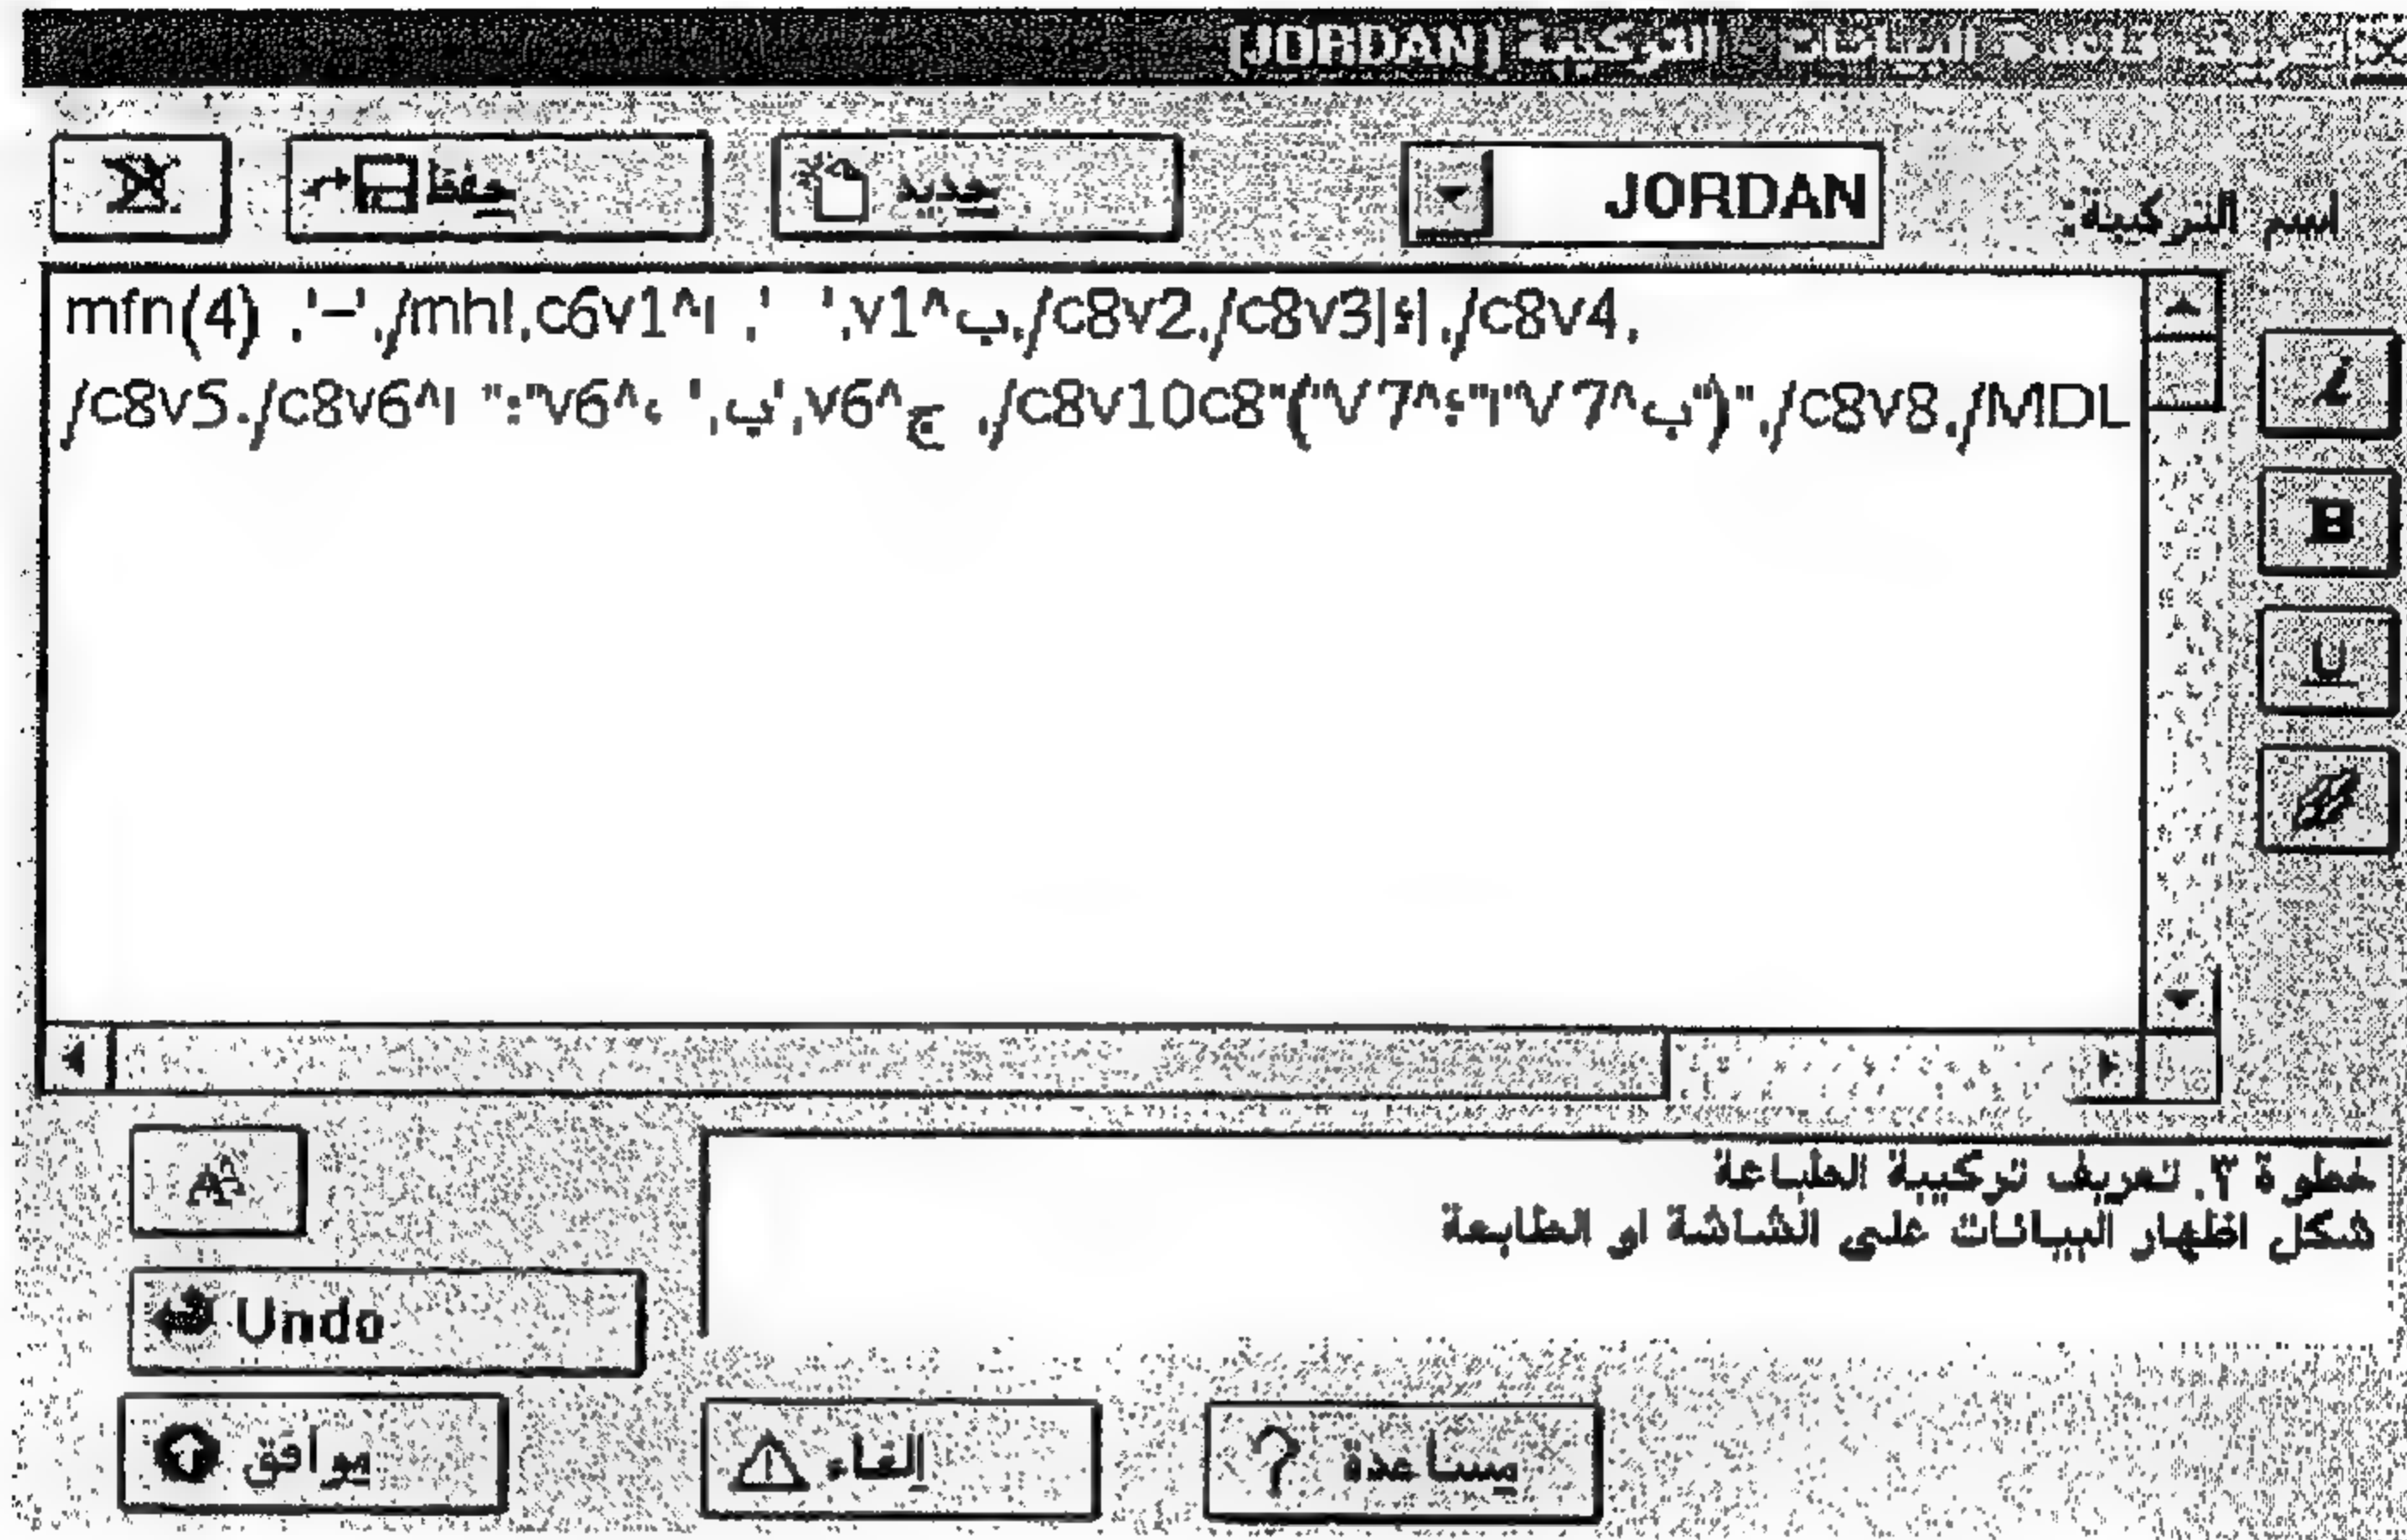 تعريف قاعدة البيانات - التركيبة (JORDAN)
اسم التركيبة: JORDAN
جديد
حفظ
mfn(4) ,'-',/mhl,c6v1^ا ,'   ',v1^ب,/c8v2,/c8v3|ء|,/c8v4,
/c8v5,/c8v6^ا ":"v6^ء ',ب',v6^ج ,/c8v10c8"("V7^ء"ا"V7^ب")",/c8v8,/MDL
i
B
U
خطوة ٣. تعريف تركيبة الطباعة
شكل اظهار البيانات على الشاشة او الطابعة
Undo
مساعدة
إلغاء
موافق